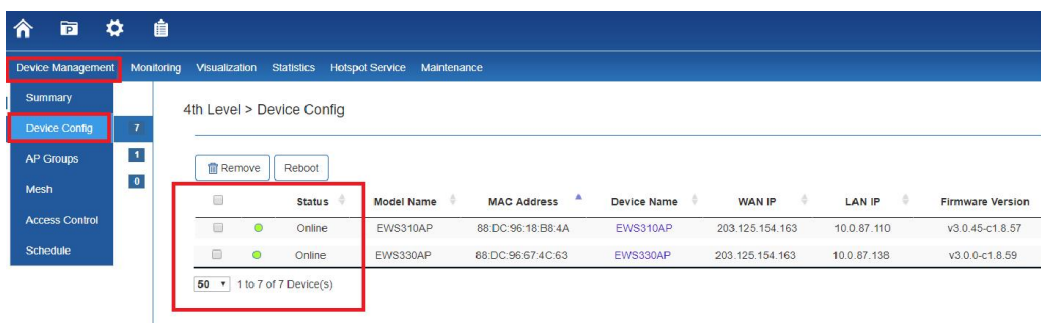 P
Device Management Monitoring Visualization Statistics Hotspot Service Maintenance
Summary
Device Config 7
AP Groups 1
Mesh 0
Access Control
Schedule
4th Level > Device Config
Remove Reboot
Status Model Name MAC Address Device Name WAN IP LAN IP Firmware Version
Online EWS310AP 88:DC:96:18:B8:4A EWS310AP 203.125.154.163 10.0.87.110 v3.0.45-c1.8.57
Online EWS330AP 88:DC:96:67:4C:63 EWS330AP 203.125.154.163 10.0.87.138 v3.0.0-c1.8.59
50 1 to 7 of 7 Device(s)